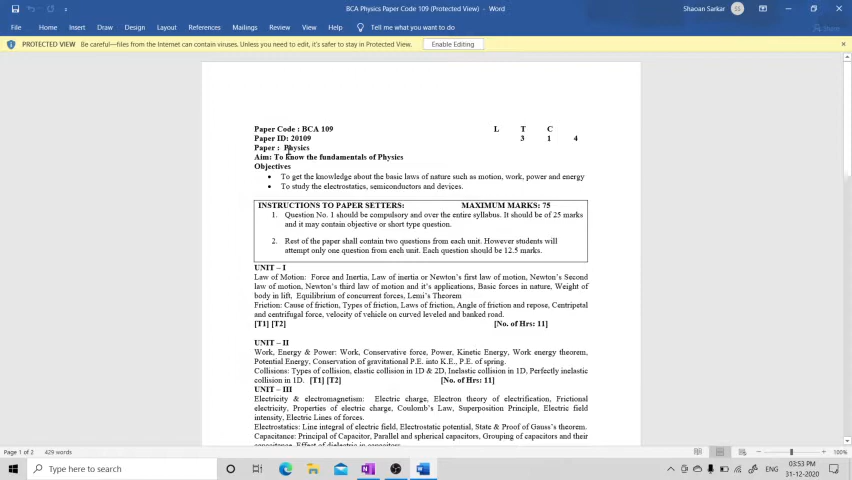 BCA Physics Paper Code 109 (Protected View) - Word
Shaoan Sarkar SS
File Home Insert Draw Design Layout References Mailings Review View Help Tell me what you want to do Share
PROTECTED VIEW Be careful—files from the Internet can contain viruses. Unless you need to edit, it's safer to stay in Protected View. Enable Editing
Paper Code : BCA 109 L T C
Paper ID: 20109 3 1 4
Paper : Physics
Aim: To know the fundamentals of Physics
Objectives
• To get the knowledge about the basic laws of nature such as motion, work, power and energy
• To study the electrostatics, semiconductors and devices.
INSTRUCTIONS TO PAPER SETTERS: MAXIMUM MARKS: 75
1. Question No. 1 should be compulsory and over the entire syllabus. It should be of 25 marks
and it may contain objective or short type question.
2. Rest of the paper shall contain two questions from each unit. However students will
attempt only one question from each unit. Each question should be 12.5 marks.
UNIT – I
Law of Motion: Force and Inertia, Law of inertia or Newton's first law of motion, Newton's Second
law of motion, Newton's third law of motion and it's applications, Basic forces in nature, Weight of
body in lift, Equilibrium of concurrent forces, Lemi's Theorem
Friction: Cause of friction, Types of friction, Laws of friction, Angle of friction and repose, Centripetal
and centrifugal force, velocity of vehicle on curved leveled and banked road.
[T1] [T2] [No. of Hrs: 11]
UNIT – II
Work, Energy & Power: Work, Conservative force, Power, Kinetic Energy, Work energy theorem,
Potential Energy, Conservation of gravitational P.E. into K.E., P.E. of spring.
Collisions: Types of collision, elastic collision in 1D & 2D, Inelastic collision in 1D, Perfectly inelastic
collision in 1D. [T1] [T2] [No. of Hrs: 11]
UNIT – III
Electricity & electromagnetism: Electric charge, Electron theory of electrification, Frictional
electricity, Properties of electric charge, Coulomb's Law, Superposition Principle, Electric field
intensity, Electric Lines of forces.
Electrostatics: Line integral of electric field, Electrostatic potential, State & Proof of Gauss's theorem.
Capacitance: Principal of Capacitor, Parallel and spherical capacitors, Grouping of capacitors and their
capacitance, Effect of dielectric in capacitors.
Page 1 of 2 429 words 100%
Type here to search
ENG 03:53 PM
31-12-2020